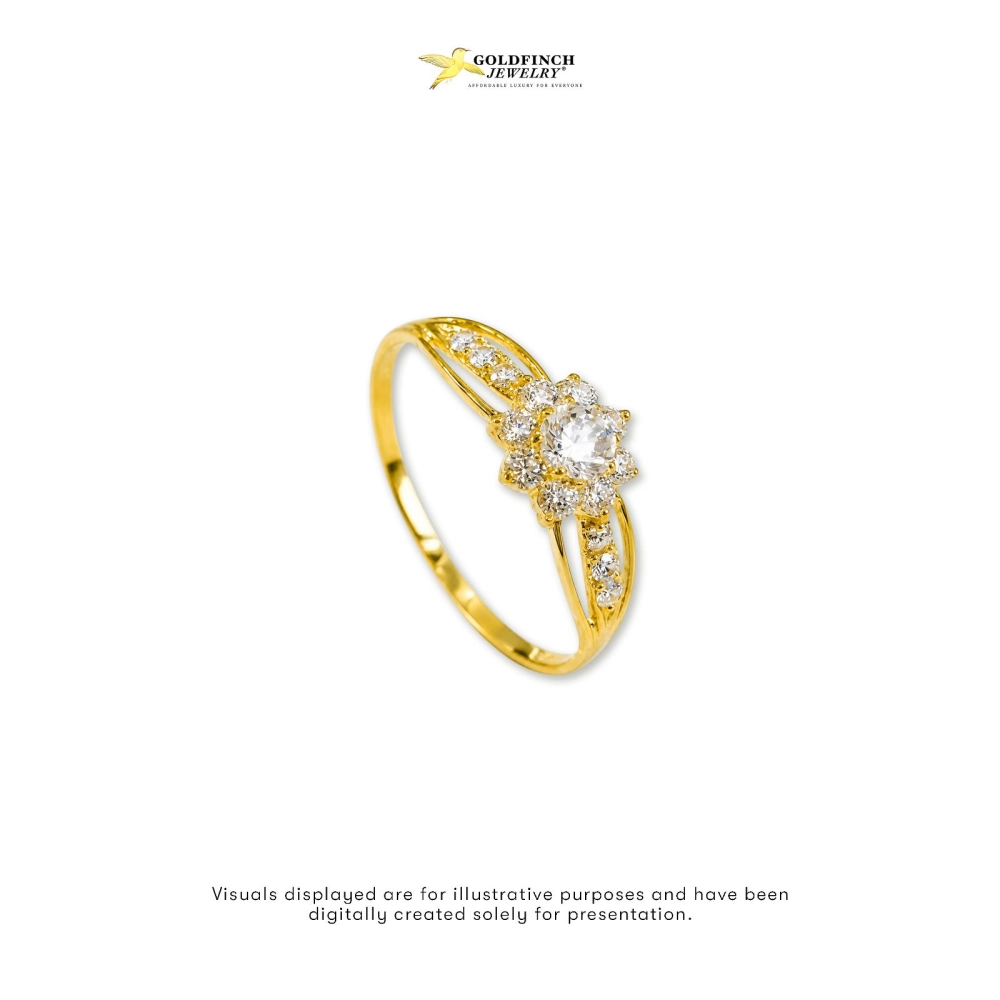 GOLDFINCH
JEWELRY®
AFFORDABLE LUXURY FOR EVERYONE
Visuals displayed are for illustrative purposes and have been
digitally created solely for presentation.